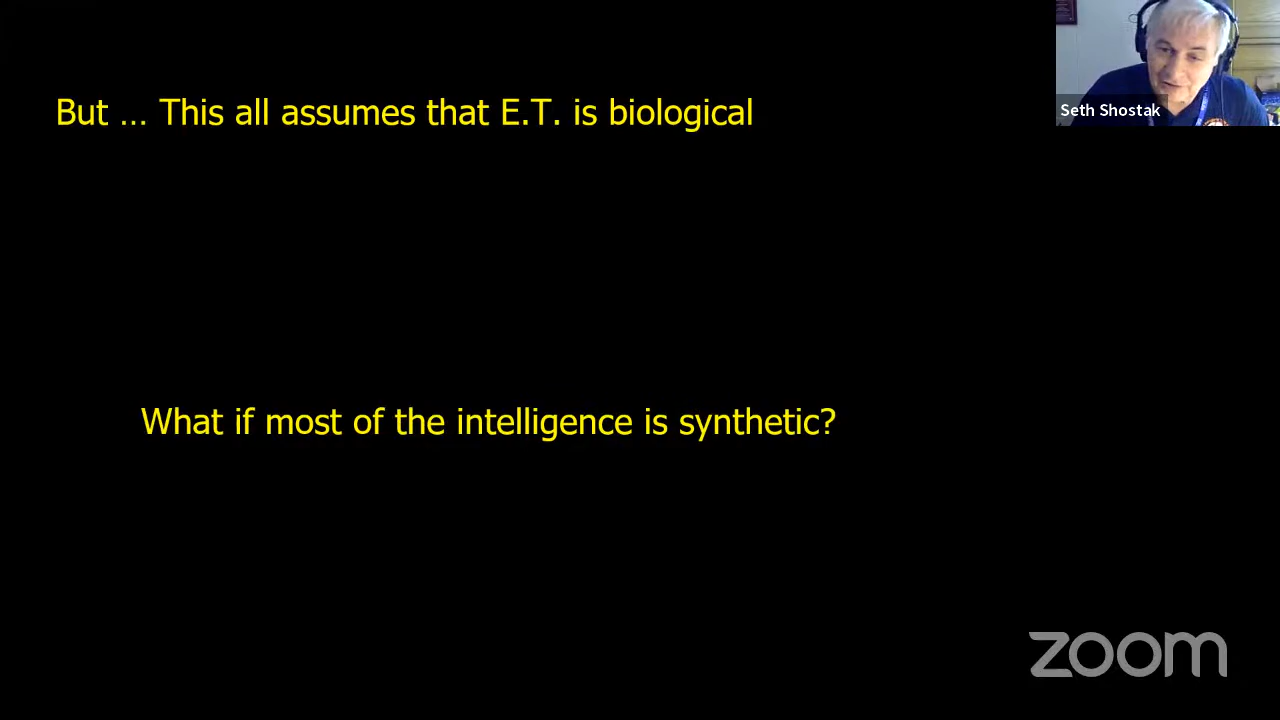 But … This all assumes that E.T. is biological
Seth Shostak
What if most of the intelligence is synthetic?
zoom